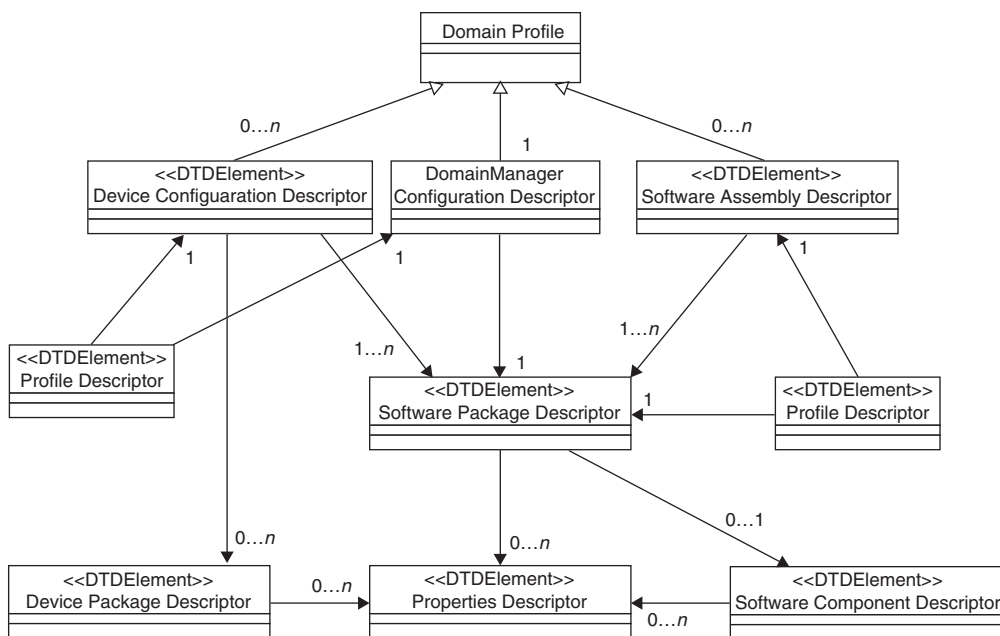 Domain Profile
0...n
1
0...n
<<DTDElement>>
Device Configuaration Descriptor
DomainManager
Configuration Descriptor
<<DTDElement>>
Software Assembly Descriptor
1
1
1
<<DTDElement>>
Profile Descriptor
1...n
1
1...n
<<DTDElement>>
Software Package Descriptor
1
<<DTDElement>>
Profile Descriptor
0...n
0...n
0...1
<<DTDElement>>
Device Package Descriptor
0...n
<<DTDElement>>
Properties Descriptor
0...n
<<DTDElement>>
Software Component Descriptor